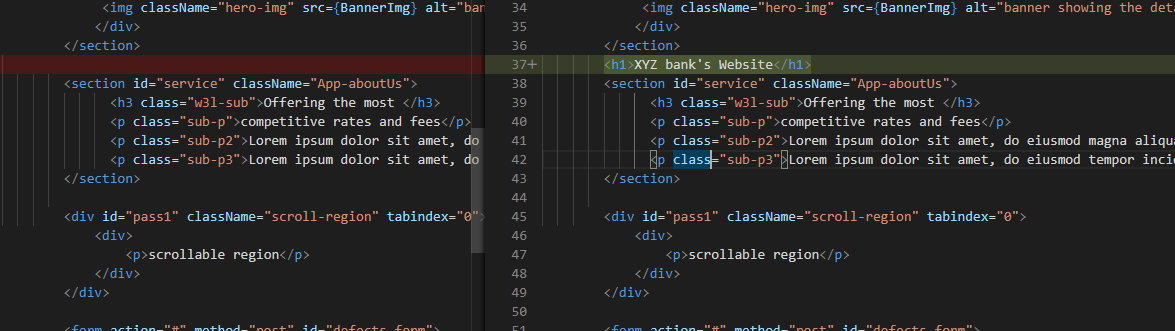 <img className="hero-img" src={BannerImg} alt="ban
</div>
</section>
<section id="service" className="App-aboutUs">
<h3 class="w3l-sub">Offering the most </h3>
<p class="sub-p">competitive rates and fees</p>
<p class="sub-p2">Lorem ipsum dolor sit amet, do
<p class="sub-p3">Lorem ipsum dolor sit amet, do
</section>
<div id="pass1" className="scroll-region" tabindex="0">
<div>
<p>scrollable region</p>
</div>
</div>
<form action="#" method="post" id="defects-form">
34 <img className="hero-img" src={BannerImg} alt="banner showing the deta
35 </div>
36 </section>
37+ <h1>XYZ bank's Website</h1>
38 <section id="service" className="App-aboutUs">
39 <h3 class="w3l-sub">Offering the most </h3>
40 <p class="sub-p">competitive rates and fees</p>
41 <p class="sub-p2">Lorem ipsum dolor sit amet, do eiusmod magna aliqua
42 <p class="sub-p3">Lorem ipsum dolor sit amet, do eiusmod tempor incid
43 </section>
44
45 <div id="pass1" className="scroll-region" tabindex="0">
46 <div>
47 <p>scrollable region</p>
48 </div>
49 </div>
50
51 <form action="#" method="post" id="defects-form">